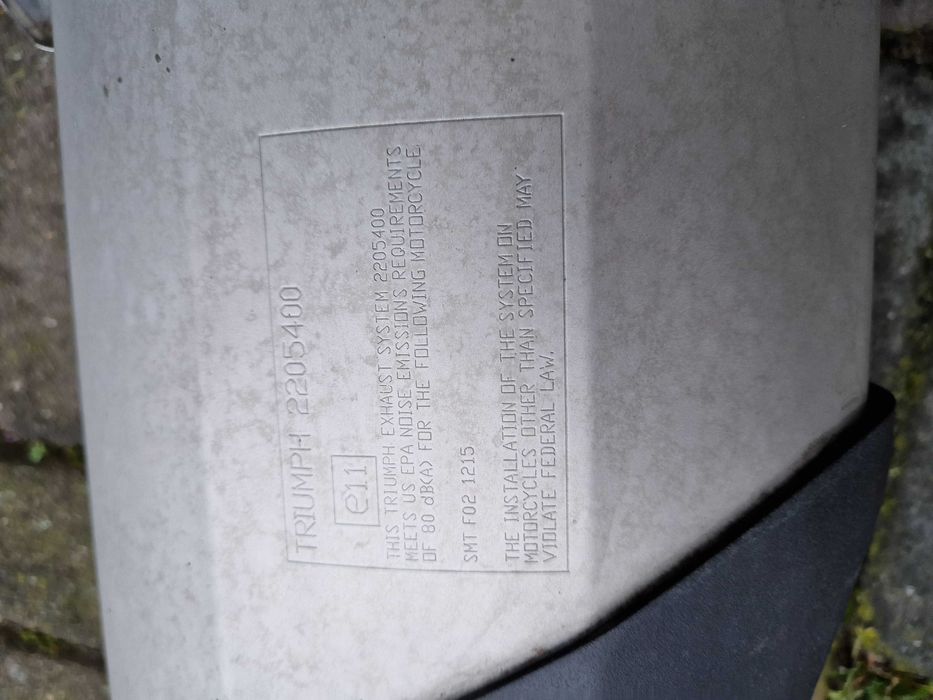 TRIUMPH 2205400
e11
THIS TRIUMPH EXHAUST SYSTEM 2205400
MEETS US EPA NOISE EMISSIONS REQUIREMENTS
OF 80 dB(A) FOR THE FOLLOWING MOTORCYCLE.
SMT F02 1215
THE INSTALLATION OF THE SYSTEM ON
MOTORCYCLES OTHER THAN SPECIFIED MAY
VIOLATE FEDERAL LAW.